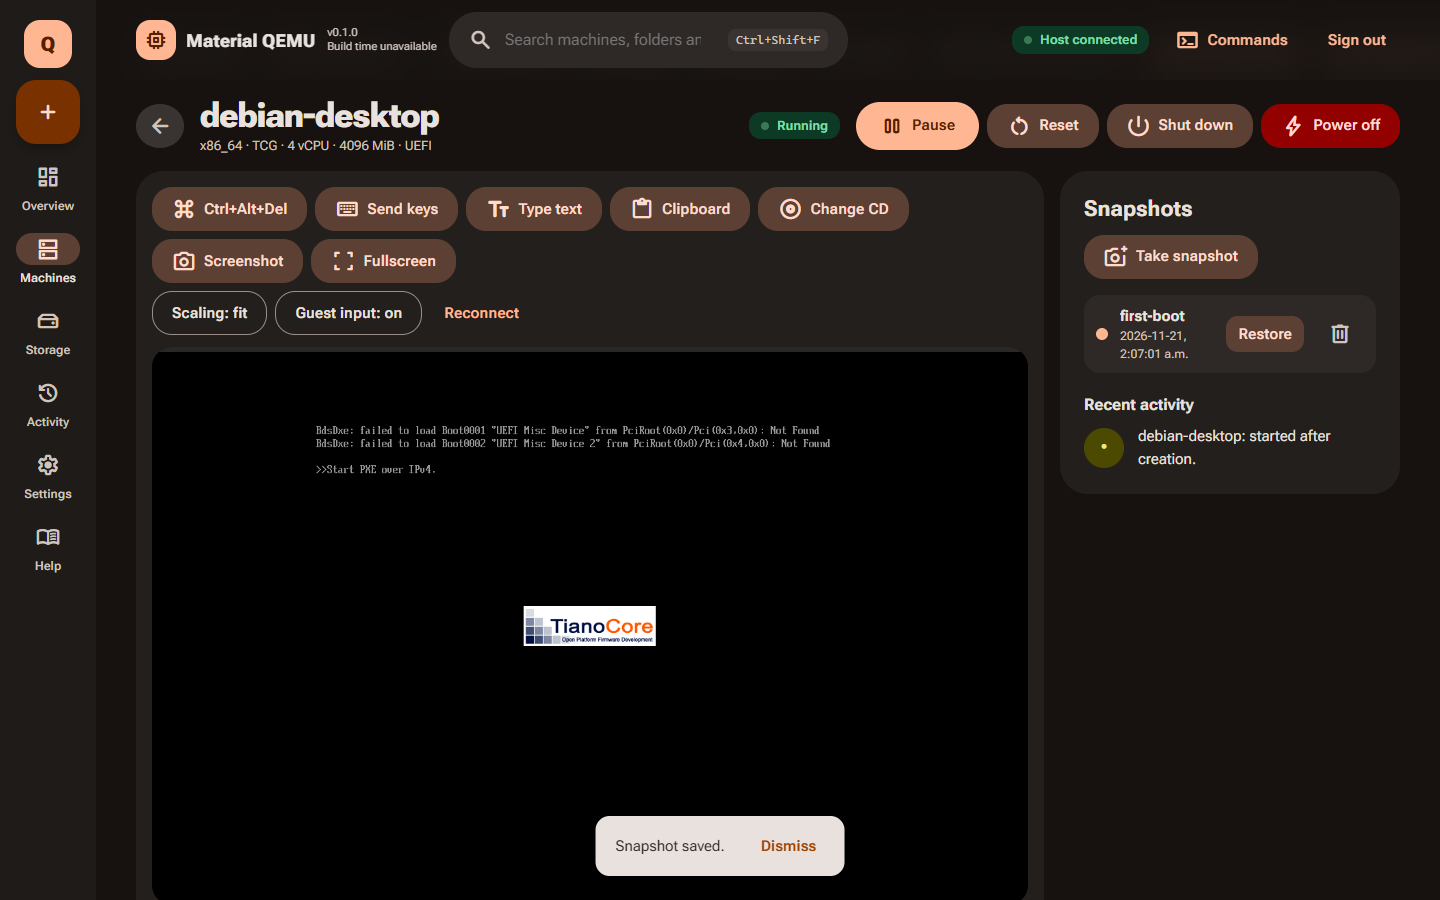 Q
Material QEMU
v0.1.0
Build time unavailable
Search machines, folders an
Ctrl+Shift+F
Host connected
Commands
Sign out
+
Overview
Machines
Storage
Activity
Settings
Help
debian-desktop
x86_64 · TCG · 4 vCPU · 4096 MiB · UEFI
Running
Pause
Reset
Shut down
Power off
Ctrl+Alt+Del
Send keys
Type text
Clipboard
Change CD
Screenshot
Fullscreen
Scaling: fit
Guest input: on
Reconnect
BdsDxe: failed to load Boot0001 "UEFI Misc Device" from PciRoot(0x0)/Pci(0x3,0x0): Not Found
BdsDxe: failed to load Boot0002 "UEFI Misc Device 2" from PciRoot(0x0)/Pci(0x4,0x0): Not Found
>>Start PXE over IPv4.
TianoCore
Open Platform Firmware Development
Snapshot saved.
Dismiss
Snapshots
Take snapshot
first-boot
2026-11-21,
2:07:01 a.m.
Restore
Recent activity
debian-desktop: started after
creation.